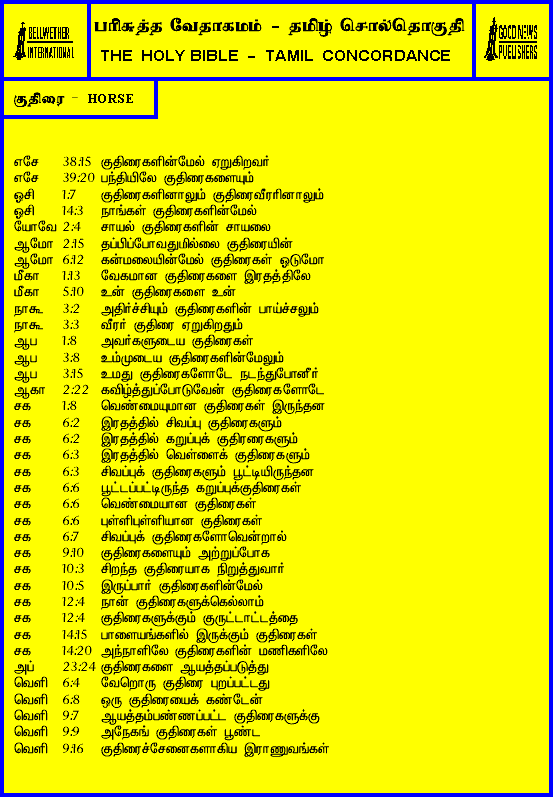 BELLWETHER
INTERNATIONAL
பரிசுத்த வேதாகமம் - தமிழ் சொல்தொகுதி
THE HOLY BIBLE - TAMIL CONCORDANCE
GOOD NEWS
PUBLISHERS
குதிரை - HORSE
எசே 38:15 குதிரைகளின்மேல் ஏறுகிறவர்
எசே 39:20 பந்தியிலே குதிரைகளையும்
ஓசி 1:7 குதிரைகளினாலும் குதிரைவீரரினாலும்
ஓசி 14:3 நாங்கள் குதிரைகளின்மேல்
யோவே 2:4 சாயல் குதிரைகளின் சாயலை
ஆமோ 2:15 தப்பிப்போவதுமில்லை குதிரையின்
ஆமோ 6:12 கன்மலையின்மேல் குதிரைகள் ஓடுமோ
மீகா 1:13 வேகமான குதிரைகளை இரதத்திலே
மீகா 5:10 உன் குதிரைகளை உன்
நாகூ 3:2 அதிர்ச்சியும் குதிரைகளின் பாய்ச்சலும்
நாகூ 3:3 வீரர் குதிரை ஏறுகிறதும்
ஆப 1:8 அவர்களுடைய குதிரைகள்
ஆப 3:8 உம்முடைய குதிரைகளின்மேலும்
ஆப 3:15 உமது குதிரைகளோடே நடந்துபோனீர்
ஆகா 2:22 கவிழ்த்துப்போடுவேன் குதிரைகளோடே
சக 1:8 வெண்மையுமான குதிரைகள் இருந்தன
சக 6:2 இரதத்தில் சிவப்பு குதிரைகளும்
சக 6:2 இரதத்தில் கறுப்புக் குதிரரைகளும்
சக 6:3 இரதத்தில் வெள்ளைக் குதிரைகளும்
சக 6:3 சிவப்புக் குதிரைகளும் பூட்டியிருந்தன
சக 6:6 பூட்டப்பட்டிருந்த கறுப்புக்குதிரைகள்
சக 6:6 வெண்மையான குதிரைகள்
சக 6:6 புள்ளிபுள்ளியான குதிரைகள்
சக 6:7 சிவப்புக் குதிரைகளோவென்றால்
சக 9:10 குதிரைகளையும் அற்றுப்போக
சக 10:3 சிறந்த குதிரையாக நிறுத்துவார்
சக 10:5 இருப்பார் குதிரைகளின்மேல்
சக 12:4 நான் குதிரைகளுக்கெல்லாம்
சக 12:4 குதிரைகளுக்கும் குருட்டாட்டத்தை
சக 14:15 பாளையங்களில் இருக்கும் குதிரைகள்
சக 14:20 அந்நாளிலே குதிரைகளின் மணிகளிலே
அப் 23:24 குதிரைகளை ஆயத்தப்படுத்து
வெளி 6:4 வேறொரு குதிரை புறப்பட்டது
வெளி 6:8 ஒரு குதிரையைக் கண்டேன்
வெளி 9:7 ஆயத்தம்பண்ணப்பட்ட குதிரைகளுக்கு
வெளி 9:9 அநேகங் குதிரைகள் பூண்ட
வெளி 9:16 குதிரைச்சேனைகளாகிய இராணுவங்கள்